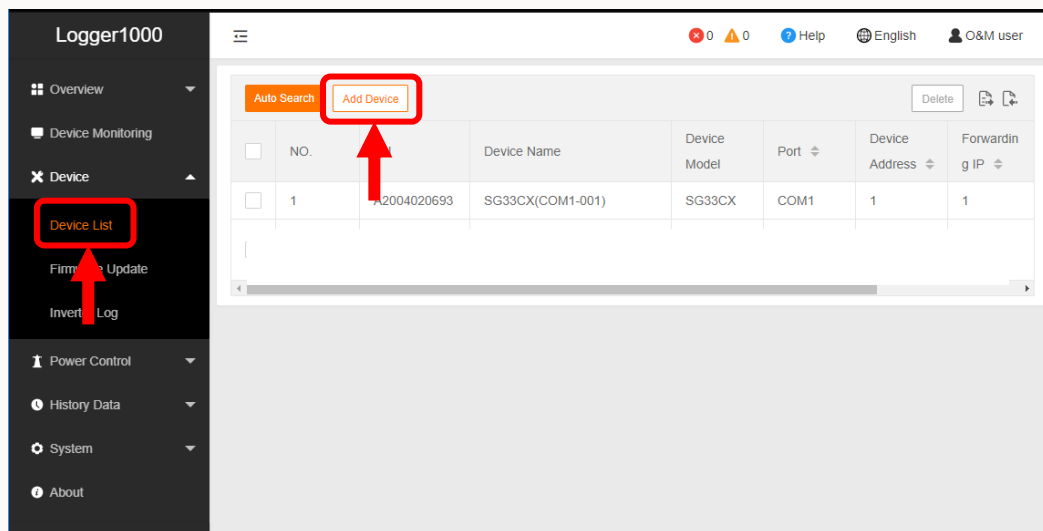 Logger1000
0 0 Help English O&M user
Overview
Device Monitoring
Device
Device List
Update
Log
Power Control
History Data
System
About
Auto Search Add Device Delete
NO. Device Name Device Model Port Device Address Forwarding IP
1 A2004020693 SG33CX(COM1-001) SG33CX COM1 1 1